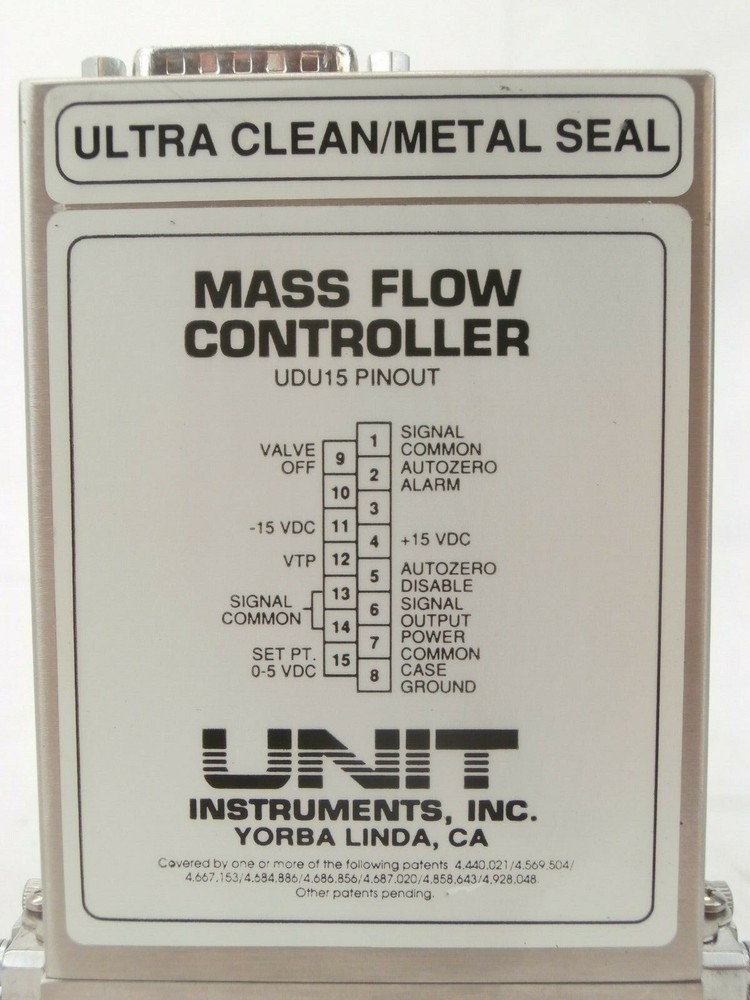 ULTRA CLEAN/METAL SEAL
MASS FLOW
CONTROLLER
UDU15 PINOUT
VALVE
OFF
-15 VDC
VTP
SIGNAL
COMMON
SET PT.
0-5 VDC
9
10
11
12
13
14
15
1
2
3
4
5
6
7
8
SIGNAL
COMMON
AUTOZERO
ALARM
+15 VDC
AUTOZERO
DISABLE
SIGNAL
OUTPUT
POWER
COMMON
CASE
GROUND
UNIT
INSTRUMENTS, INC.
YORBA LINDA, CA
Covered by one or more of the following patents 4,440,021/4,569,504/
4,667,153/4,684,886/4,686,856/4,687,020/4,858,643/4,928,048
Other patents pending.